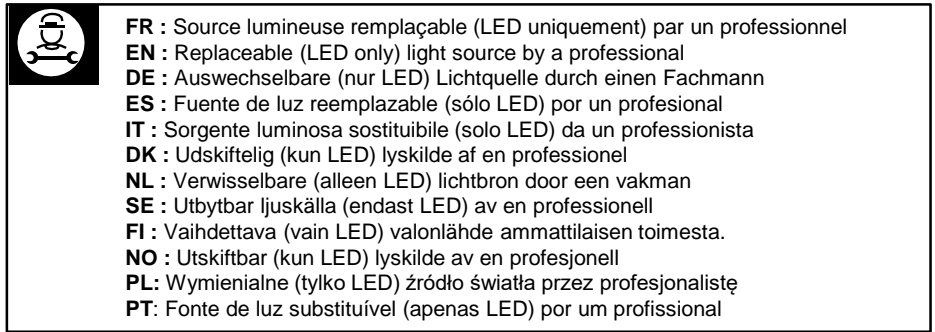 FR : Source lumineuse remplaçable (LED uniquement) par un professionnel
EN : Replaceable (LED only) light source by a professional
DE : Auswechselbare (nur LED) Lichtquelle durch einen Fachmann
ES : Fuente de luz reemplazable (sólo LED) por un profesional
IT : Sorgente luminosa sostituibile (solo LED) da un professionista
DK : Udskiftelig (kun LED) lyskilde af en professionel
NL : Verwisselbare (alleen LED) lichtbron door een vakman
SE : Utbytbar ljuskälla (endast LED) av en professionell
FI : Vaihdettava (vain LED) valonlähde ammattilaisen toimesta.
NO : Utskiftbar (kun LED) lyskilde av en profesjonell
PL: Wymienialne (tylko LED) źródło światła przez profesjonalistę
PT: Fonte de luz substituível (apenas LED) por um profissional